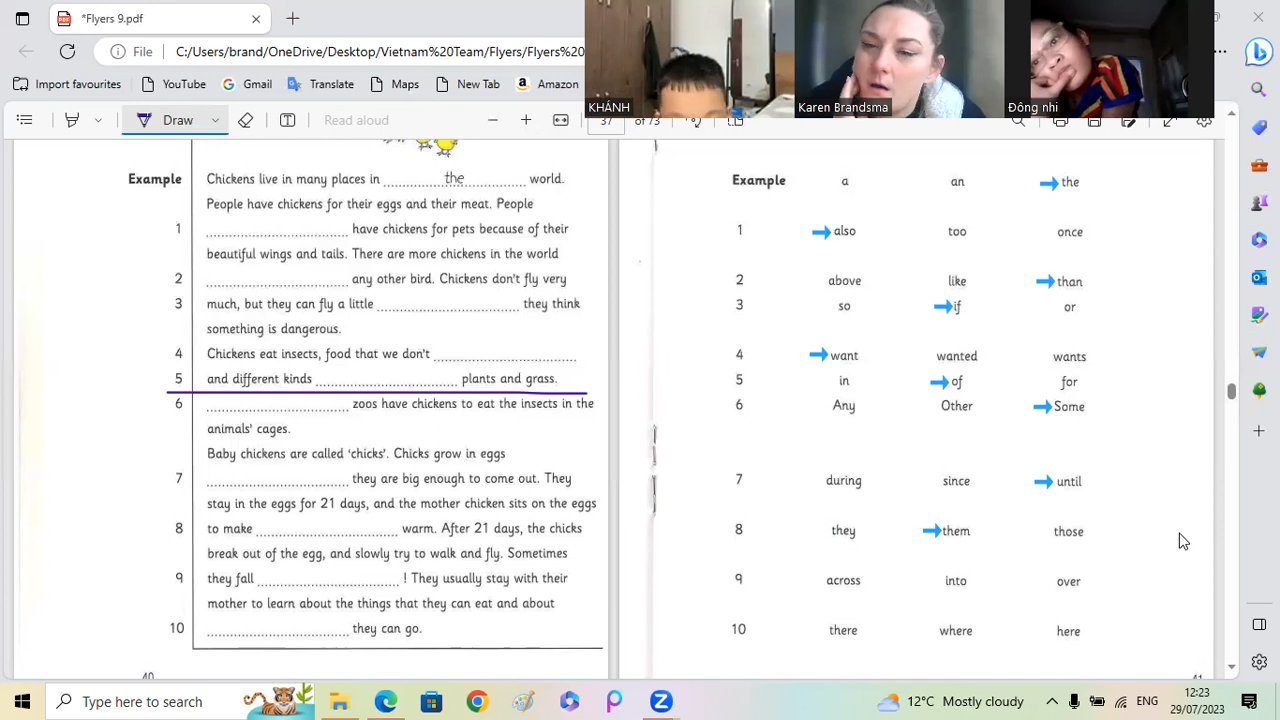 *Flyers 9.pdf
File
C:/Users/brand/OneDrive/Desktop/Vietnam%20Team/Flyers/Flyers%20
Import favourites
YouTube
Gmail
Translate
Maps
New Tab
Amazon
KHÁNH
Karen Brandsma
Đông nhi
Draw
Read aloud
37
of 73
Example
Chickens live in many places in the world.
People have chickens for their eggs and their meat. People
1 have chickens for pets because of their
beautiful wings and tails. There are more chickens in the world
2 any other bird. Chickens don't fly very
3 much, but they can fly a little they think
something is dangerous.
4 Chickens eat insects, food that we don't
5 and different kinds plants and grass.
6 zoos have chickens to eat the insects in the
animals' cages.
Baby chickens are called 'chicks'. Chicks grow in eggs
7 they are big enough to come out. They
stay in the eggs for 21 days, and the mother chicken sits on the eggs
8 to make warm. After 21 days, the chicks
break out of the egg, and slowly try to walk and fly. Sometimes
9 they fall ! They usually stay with their
mother to learn about the things that they can eat and about
10 they can go.
40
Example a an the
1 also too once
2 above like than
3 so if or
4 want wanted wants
5 in of for
6 Any Other Some
7 during since until
8 they them those
9 across into over
10 there where here
41
Type here to search
12°C Mostly cloudy
ENG
12:23
29/07/2023